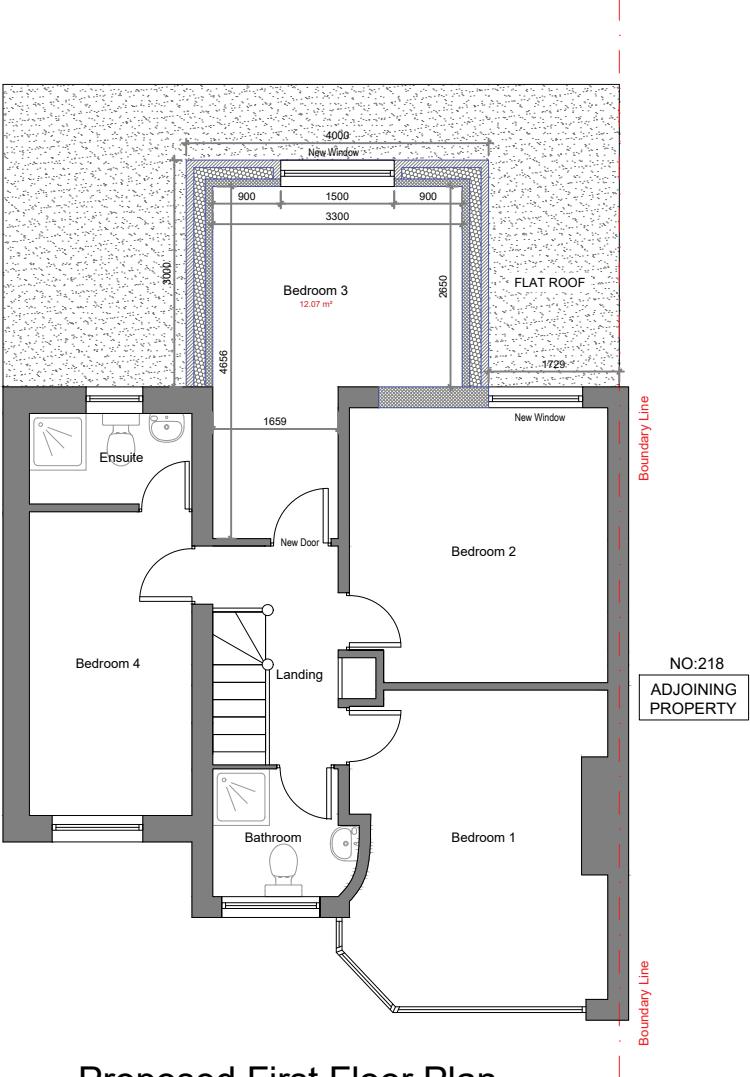 4000
New Window
900
1500
900
3300
3000
Bedroom 3
12.07 m²
2650
FLAT ROOF
4656
1729
1659
New Window
Boundary Line
Ensuite
New Door
Bedroom 2
Bedroom 4
Landing
NO:218
ADJOINING
PROPERTY
Bathroom
Bedroom 1
Boundary Line
Proposed First Floor Plan